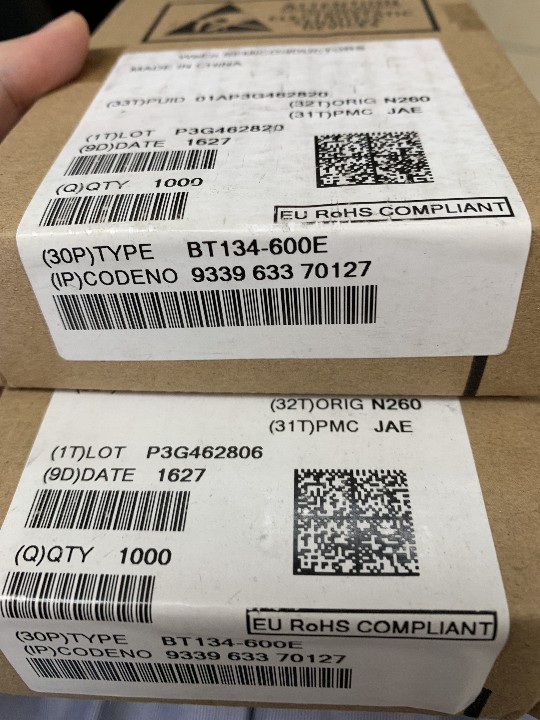 ATTENTION
WeEn SEMICONDUCTORS
MADE IN CHINA
(33T)PUID 01AP3G462820
(32T)ORIG N260
(31T)PMC JAE
(1T)LOT P3G462820
(9D)DATE 1627
(Q)QTY 1000
EU RoHS COMPLIANT
(30P)TYPE BT134-600E
(IP)CODENO 9339 633 70127
(32T)ORIG N260
(31T)PMC JAE
(1T)LOT P3G462806
(9D)DATE 1627
(Q)QTY 1000
EU RoHS COMPLIANT
(30P)TYPE BT134-600E
(IP)CODENO 9339 633 70127